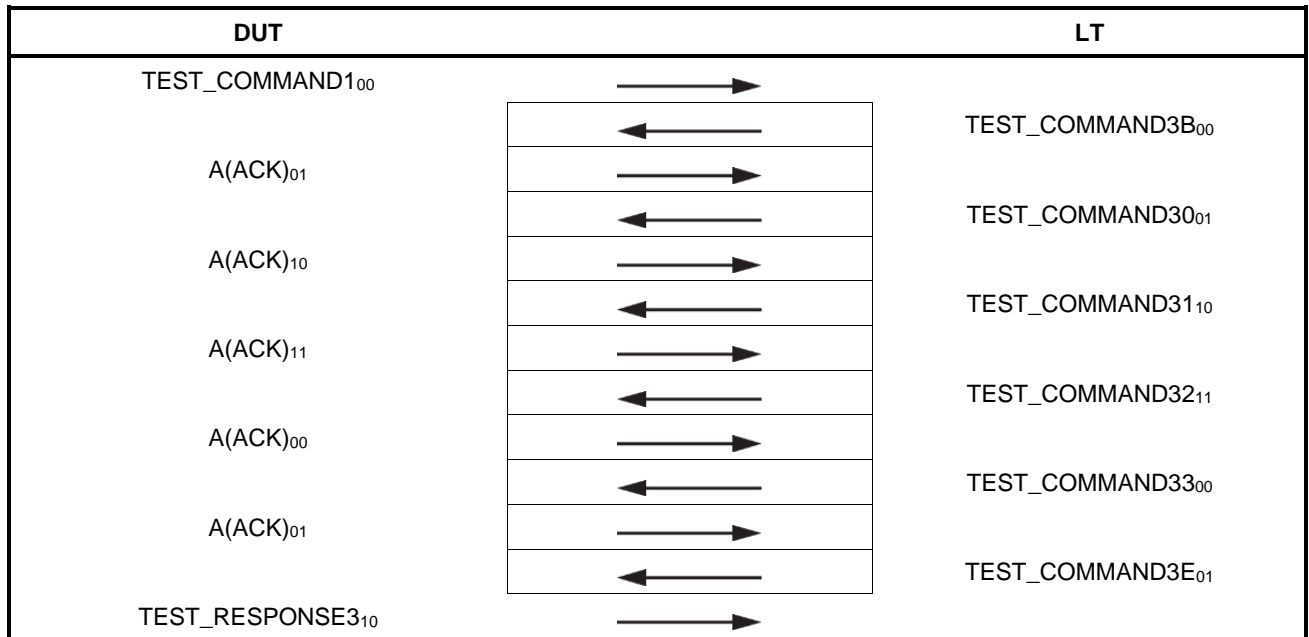 DUT LT
TEST_COMMAND1₀₀
TEST_COMMAND3B₀₀
A(ACK)₀₁
TEST_COMMAND30₀₁
A(ACK)₁₀
TEST_COMMAND31₁₀
A(ACK)₁₁
TEST_COMMAND32₁₁
A(ACK)₀₀
TEST_COMMAND33₀₀
A(ACK)₀₁
TEST_COMMAND3E₀₁
TEST_RESPONSE3₁₀